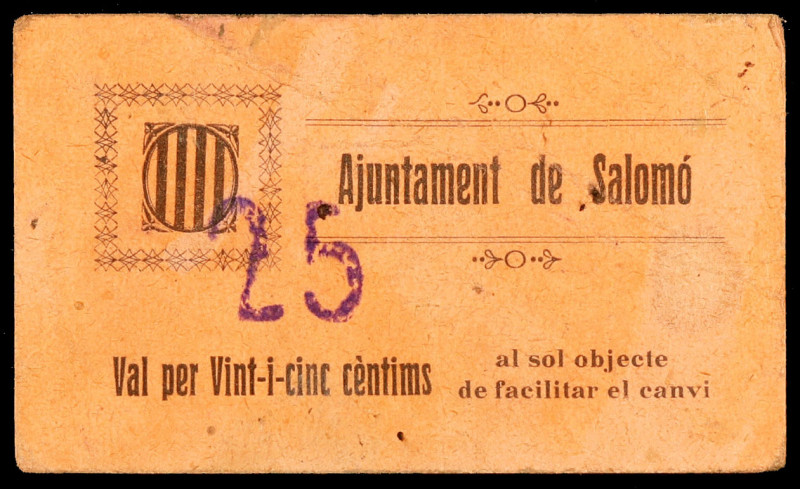 Ajuntament de Salomó
25
Val per Vint-i-cinc cèntims
al sol objecte
de facilitar el canvi